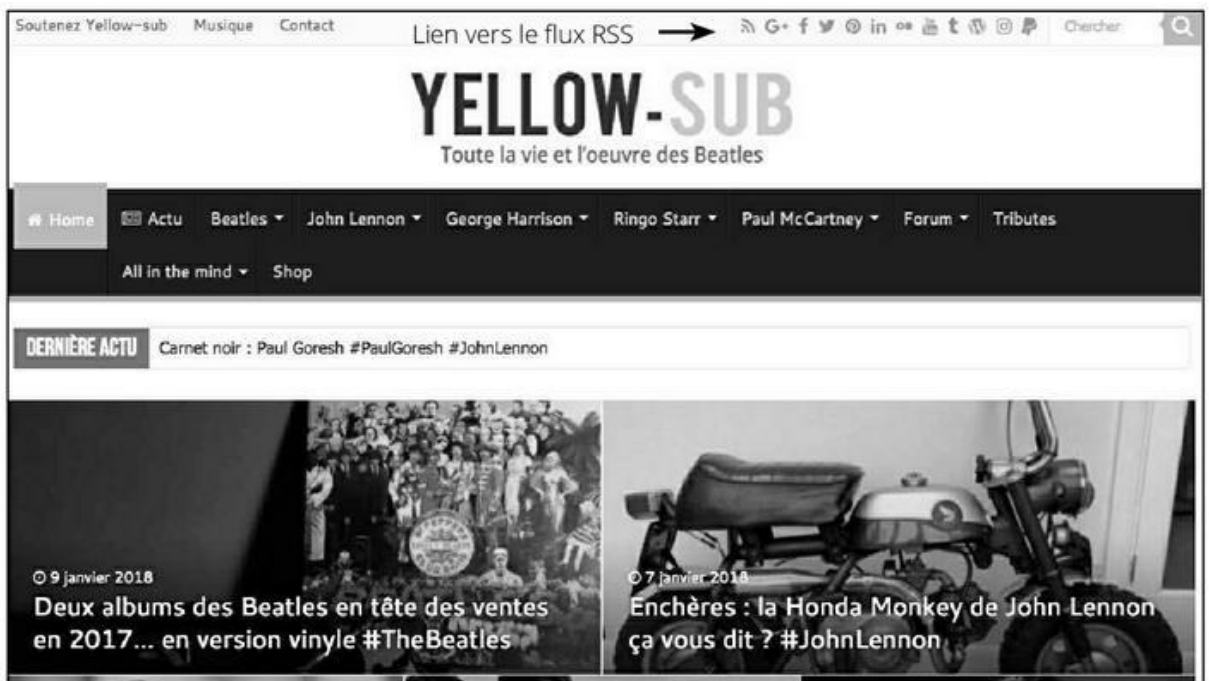 Soutenez Yellow-sub Musique Contact Lien vers le flux RSS Chercher
YELLOW-SUB
Toute la vie et l'oeuvre des Beatles
Home Actu Beatles John Lennon George Harrison Ringo Starr Paul McCartney Forum Tributes
All in the mind Shop
DERNIÈRE ACTU Carnet noir : Paul Goresh #PaulGoresh #JohnLennon
9 janvier 2018
Deux albums des Beatles en tête des ventes
en 2017... en version vinyle #TheBeatles
7 janvier 2018
Enchères : la Honda Monkey de John Lennon
ça vous dit ? #JohnLennon